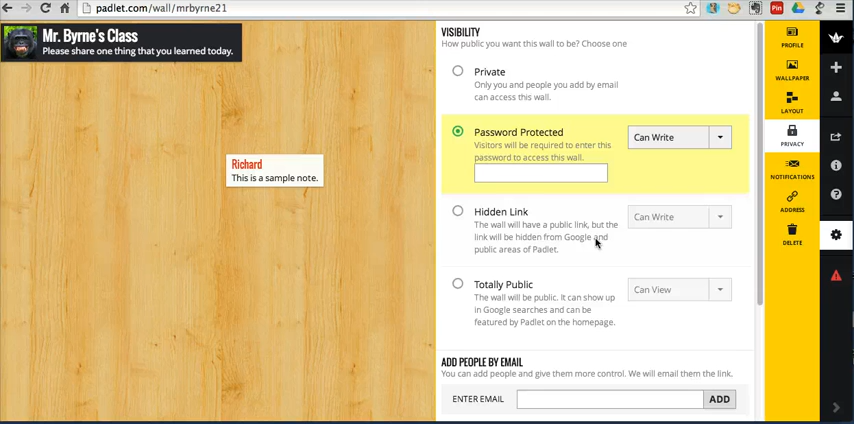 padlet.com/wall/mrbyrne21
Mr. Byrne's Class
Please share one thing that you learned today.
Richard
This is a sample note.
VISIBILITY
How public you want this wall to be? Choose one
Private
Only you and people you add by email
can access this wall.
Password Protected
Can Write
Visitors will be required to enter this
password to access this wall.
Hidden Link
Can Write
The wall will have a public link, but the
link will be hidden from Google and
public areas of Padlet.
Totally Public
Can View
The wall will be public. It can show up
in Google searches and can be
featured by Padlet on the homepage.
ADD PEOPLE BY EMAIL
You can add people and give them more control. We will email them the link.
ENTER EMAIL
ADD
PROFILE
WALLPAPER
LAYOUT
PRIVACY
NOTIFICATIONS
ADDRESS
DELETE
Pin